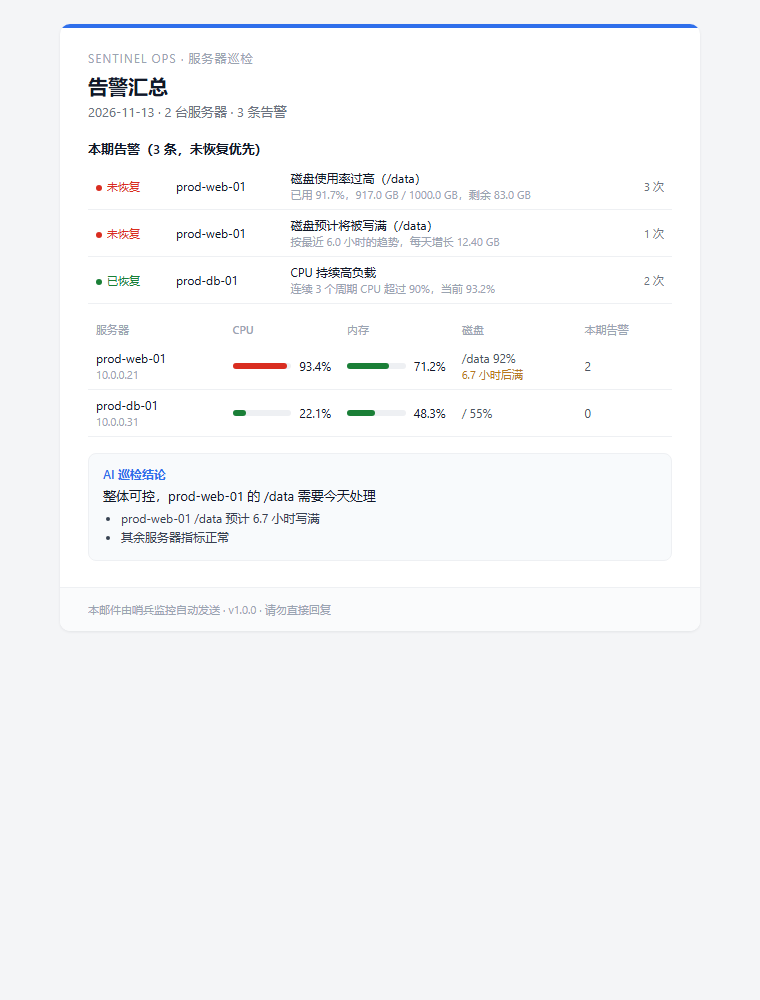 SENTINEL OPS · 服务器巡检
告警汇总
2026-11-13 · 2 台服务器 · 3 条告警
本期告警（3 条，未恢复优先）
未恢复 prod-web-01 磁盘使用率过高（/data） 3 次
已用 91.7%，917.0 GB / 1000.0 GB，剩余 83.0 GB
未恢复 prod-web-01 磁盘预计将被写满（/data） 1 次
按最近 6.0 小时的趋势，每天增长 12.40 GB
已恢复 prod-db-01 CPU 持续高负载 2 次
连续 3 个周期 CPU 超过 90%，当前 93.2%
服务器 CPU 内存 磁盘 本期告警
prod-web-01 93.4% 71.2% /data 92% 2
10.0.0.21 6.7 小时后满
prod-db-01 22.1% 48.3% / 55% 0
10.0.0.31
AI 巡检结论
整体可控，prod-web-01 的 /data 需要今天处理
• prod-web-01 /data 预计 6.7 小时写满
• 其余服务器指标正常
本邮件由哨兵监控自动发送 · v1.0.0 · 请勿直接回复